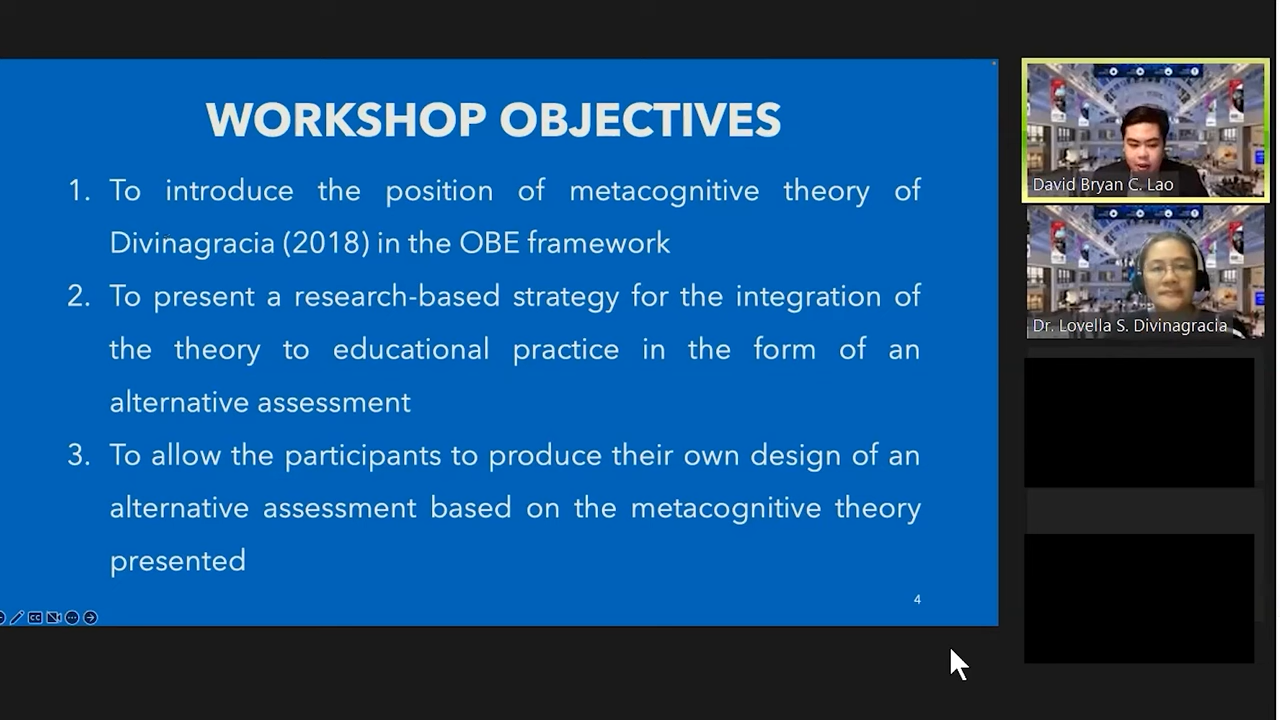 WORKSHOP OBJECTIVES
1. To introduce the position of metacognitive theory of
Divinagracia (2018) in the OBE framework
2. To present a research-based strategy for the integration of
the theory to educational practice in the form of an
alternative assessment
3. To allow the participants to produce their own design of an
alternative assessment based on the metacognitive theory
presented
4
CC
David Bryan C. Lao
Dr. Lovella S. Divinagracia